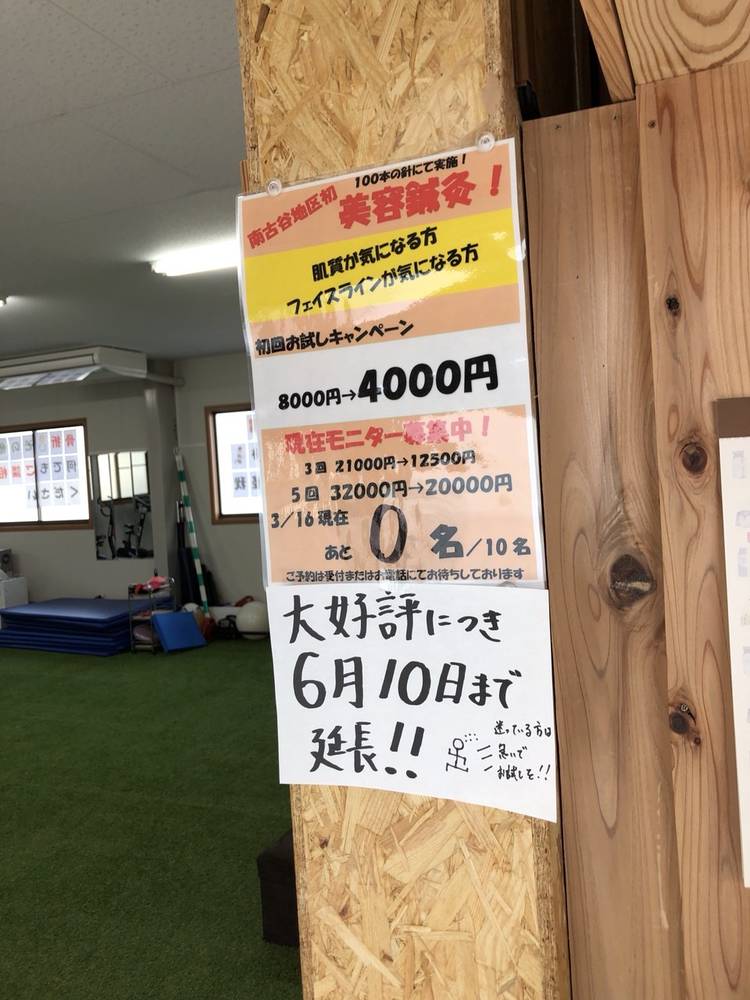 100本の針にて実施！
南古谷地区初
美容鍼灸！
肌質が気になる方
フェイスラインが気になる方
初回お試しキャンペーン
8000円→4000円
現在モニター募集中！
3回 21000円→12500円
5回 32000円→20000円
3/16現在
あと 0 名/10名
ご予約は受付またはお電話にてお待ちしております
大好評につき
6月10日まで
延長!!
迷っている方は
急いで
お試しを!!
何でもご
ください